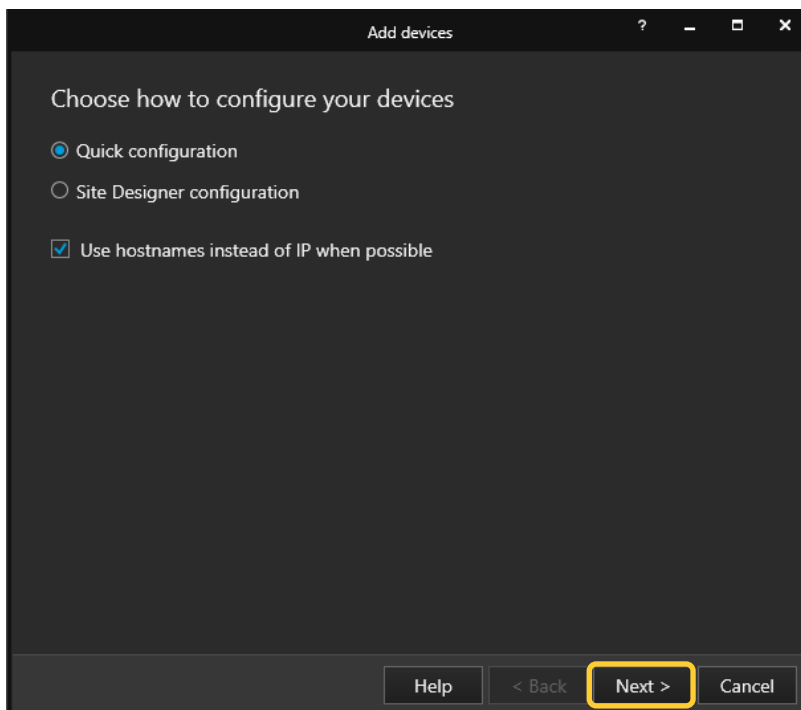 Add devices ?
Choose how to configure your devices
Quick configuration
Site Designer configuration
Use hostnames instead of IP when possible
Help < Back Next > Cancel